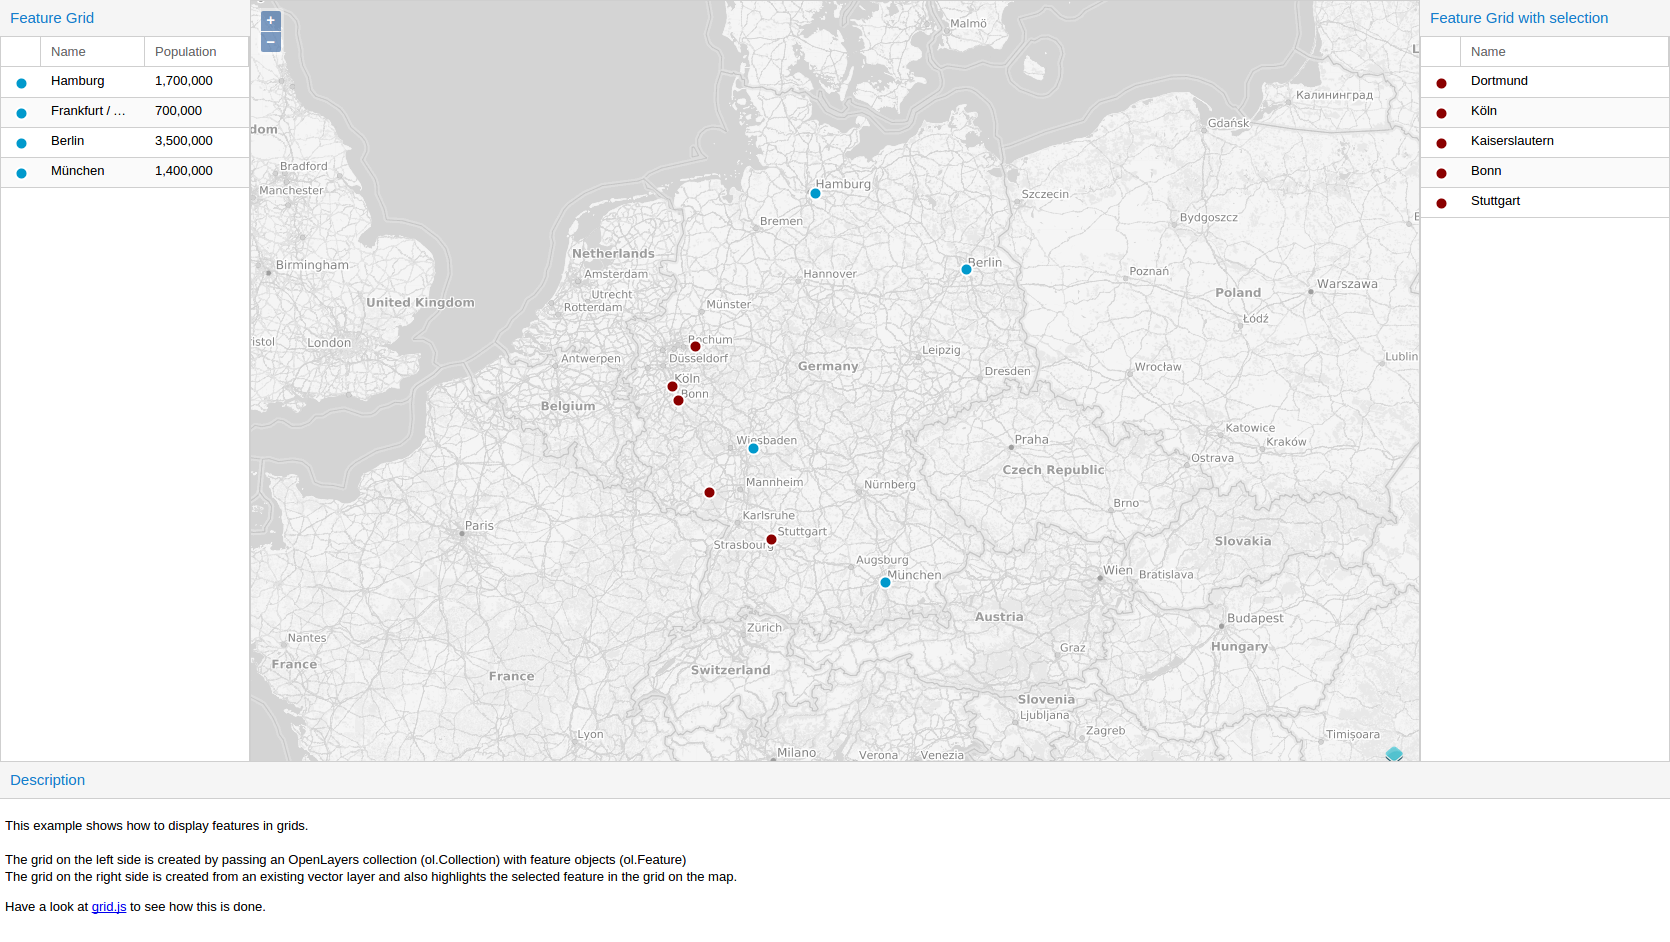 Feature Grid
Name Population
Hamburg 1,700,000
Frankfurt / ... 700,000
Berlin 3,500,000
München 1,400,000
+
−
Malmö
Калининград
Gdańsk
Bradford
Manchester
Hamburg
Szczecin
Bremen
Bydgoszcz
Netherlands
Birmingham
Amsterdam
Hannover
Berlin
Poznań
Warszawa
Utrecht
Rotterdam
United Kingdom
Münster
Poland
Łódź
London
Antwerpen
Bochum
Düsseldorf
Leipzig
Germany
Dresden
Wrocław
Lublin
Köln
Bonn
Belgium
Wiesbaden
Praha
Katowice
Kraków
Czech Republic
Ostrava
Mannheim
Nürnberg
Brno
Paris
Karlsruhe
Stuttgart
Strasbourg
Slovakia
Augsburg
München
Wien
Bratislava
Zürich
Austria
Budapest
Nantes
Graz
Hungary
France
France
Switzerland
Slovenia
Ljubljana
Lyon
Zagreb
Timișoara
Milano
Verona
Venezia
Feature Grid with selection
Name
Dortmund
Köln
Kaiserslautern
Bonn
Stuttgart
Description
This example shows how to display features in grids.
The grid on the left side is created by passing an OpenLayers collection (ol.Collection) with feature objects (ol.Feature)
The grid on the right side is created from an existing vector layer and also highlights the selected feature in the grid on the map.
Have a look at grid.js to see how this is done.